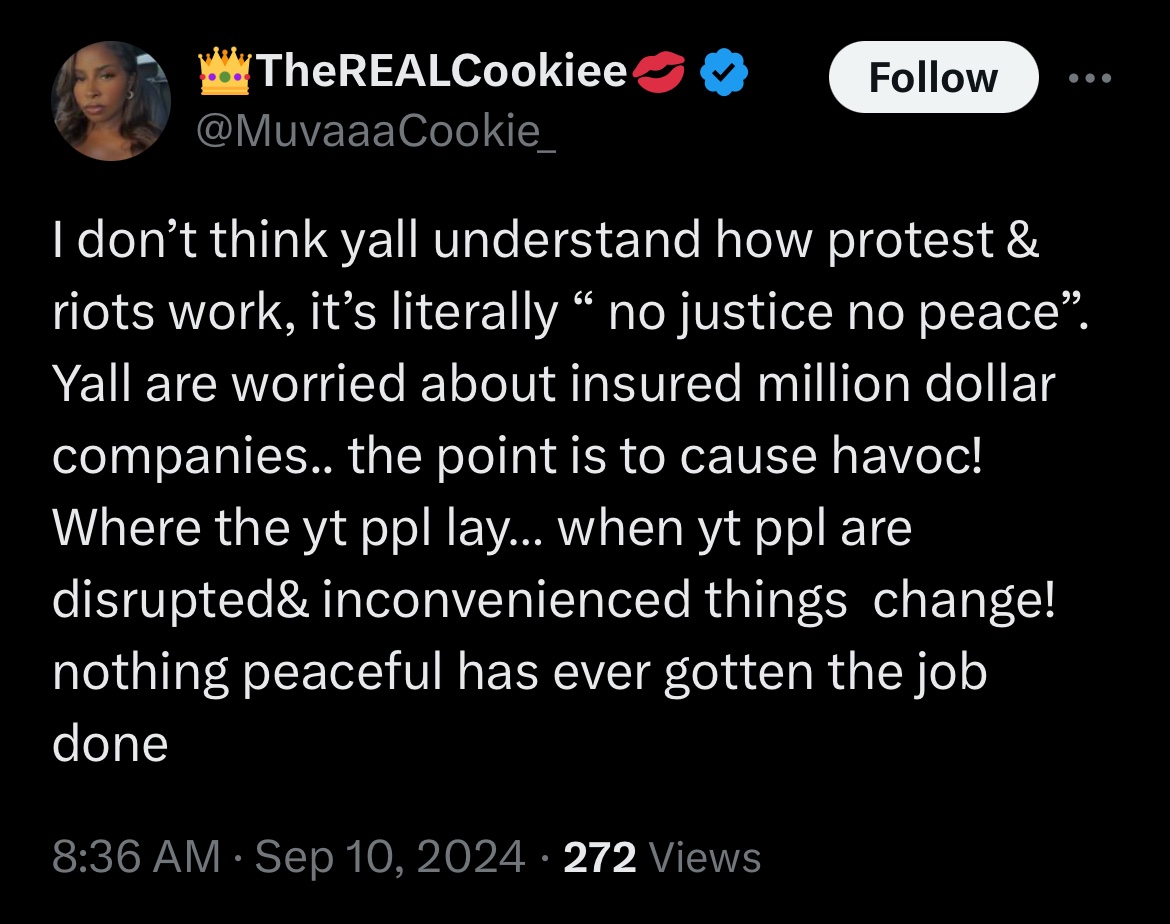 👑TheREALCookiee💋
Follow
@MuvaaaCookie_
I don’t think yall understand how protest &
riots work, it’s literally “ no justice no peace”.
Yall are worried about insured million dollar
companies.. the point is to cause havoc!
Where the yt ppl lay... when yt ppl are
disrupted& inconvenienced things  change!
nothing peaceful has ever gotten the job
done
8:36 AM · Sep 10, 2024 · 272 Views